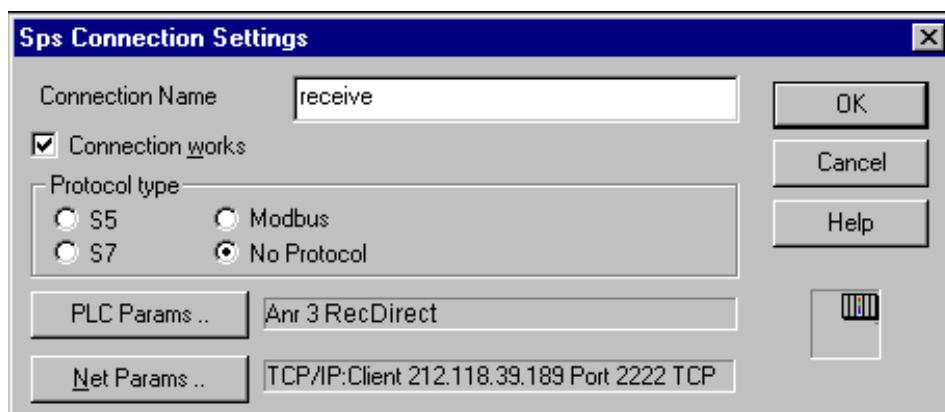 Sps Connection Settings
Connection Name receive OK
Connection works
Cancel
Protocol type
S5 Modbus Help
S7 No Protocol
PLC Params .. Anr 3 RecDirect
Net Params .. TCP/IP:Client 212.118.39.189 Port 2222 TCP